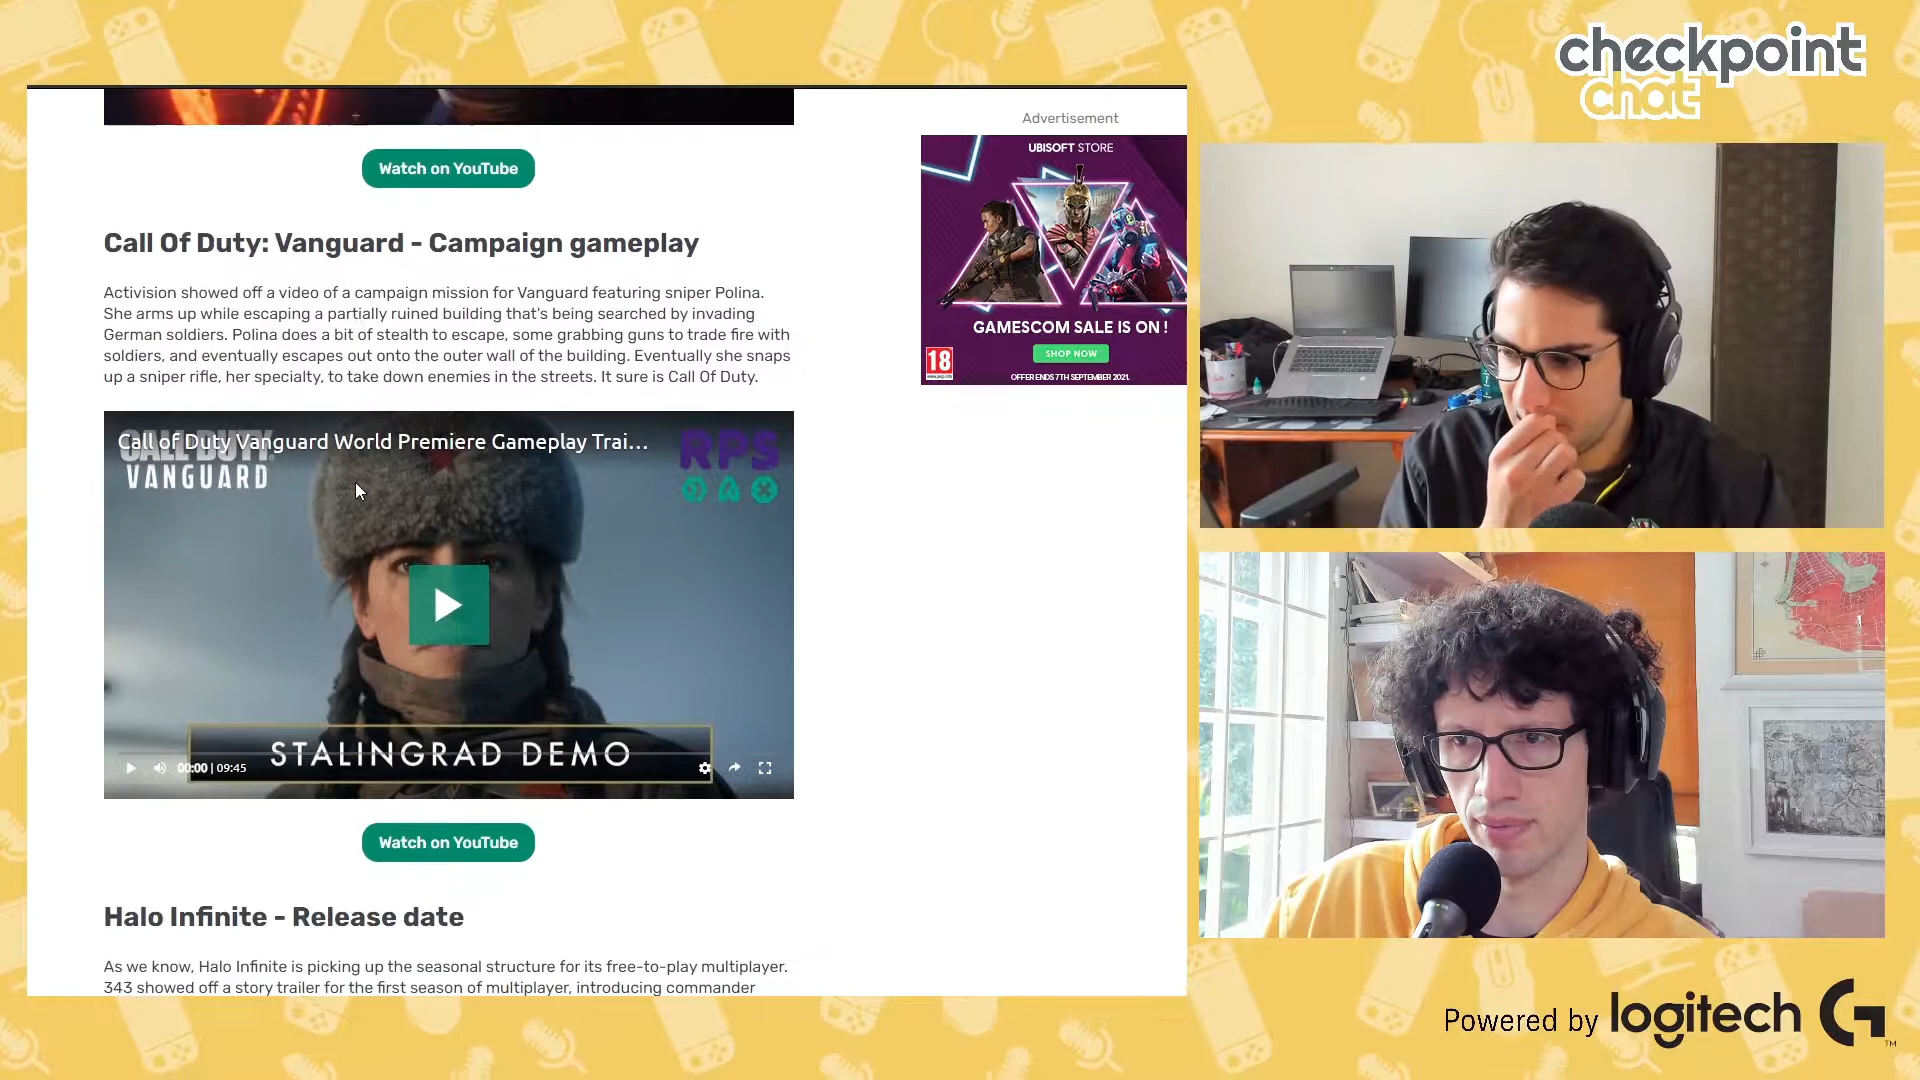 checkpoint
chat
Advertisement
UBISOFT STORE
GAMESCOM SALE IS ON !
18
www.pegi.info
SHOP NOW
OFFER ENDS 7TH SEPTEMBER 2021.
Watch on YouTube
Call Of Duty: Vanguard - Campaign gameplay
Activision showed off a video of a campaign mission for Vanguard featuring sniper Polina.
She arms up while escaping a partially ruined building that's being searched by invading
German soldiers. Polina does a bit of stealth to escape, some grabbing guns to trade fire with
soldiers, and eventually escapes out onto the outer wall of the building. Eventually she snaps
up a sniper rifle, her specialty, to take down enemies in the streets. It sure is Call Of Duty.
Call of Duty Vanguard World Premiere Gameplay Trai...
CALL OF DUTY
VANGUARD
RPS
STALINGRAD DEMO
00:00 | 09:45
Watch on YouTube
Halo Infinite - Release date
As we know, Halo Infinite is picking up the seasonal structure for its free-to-play multiplayer.
343 showed off a story trailer for the first season of multiplayer, introducing commander
Powered by logitech G
TM